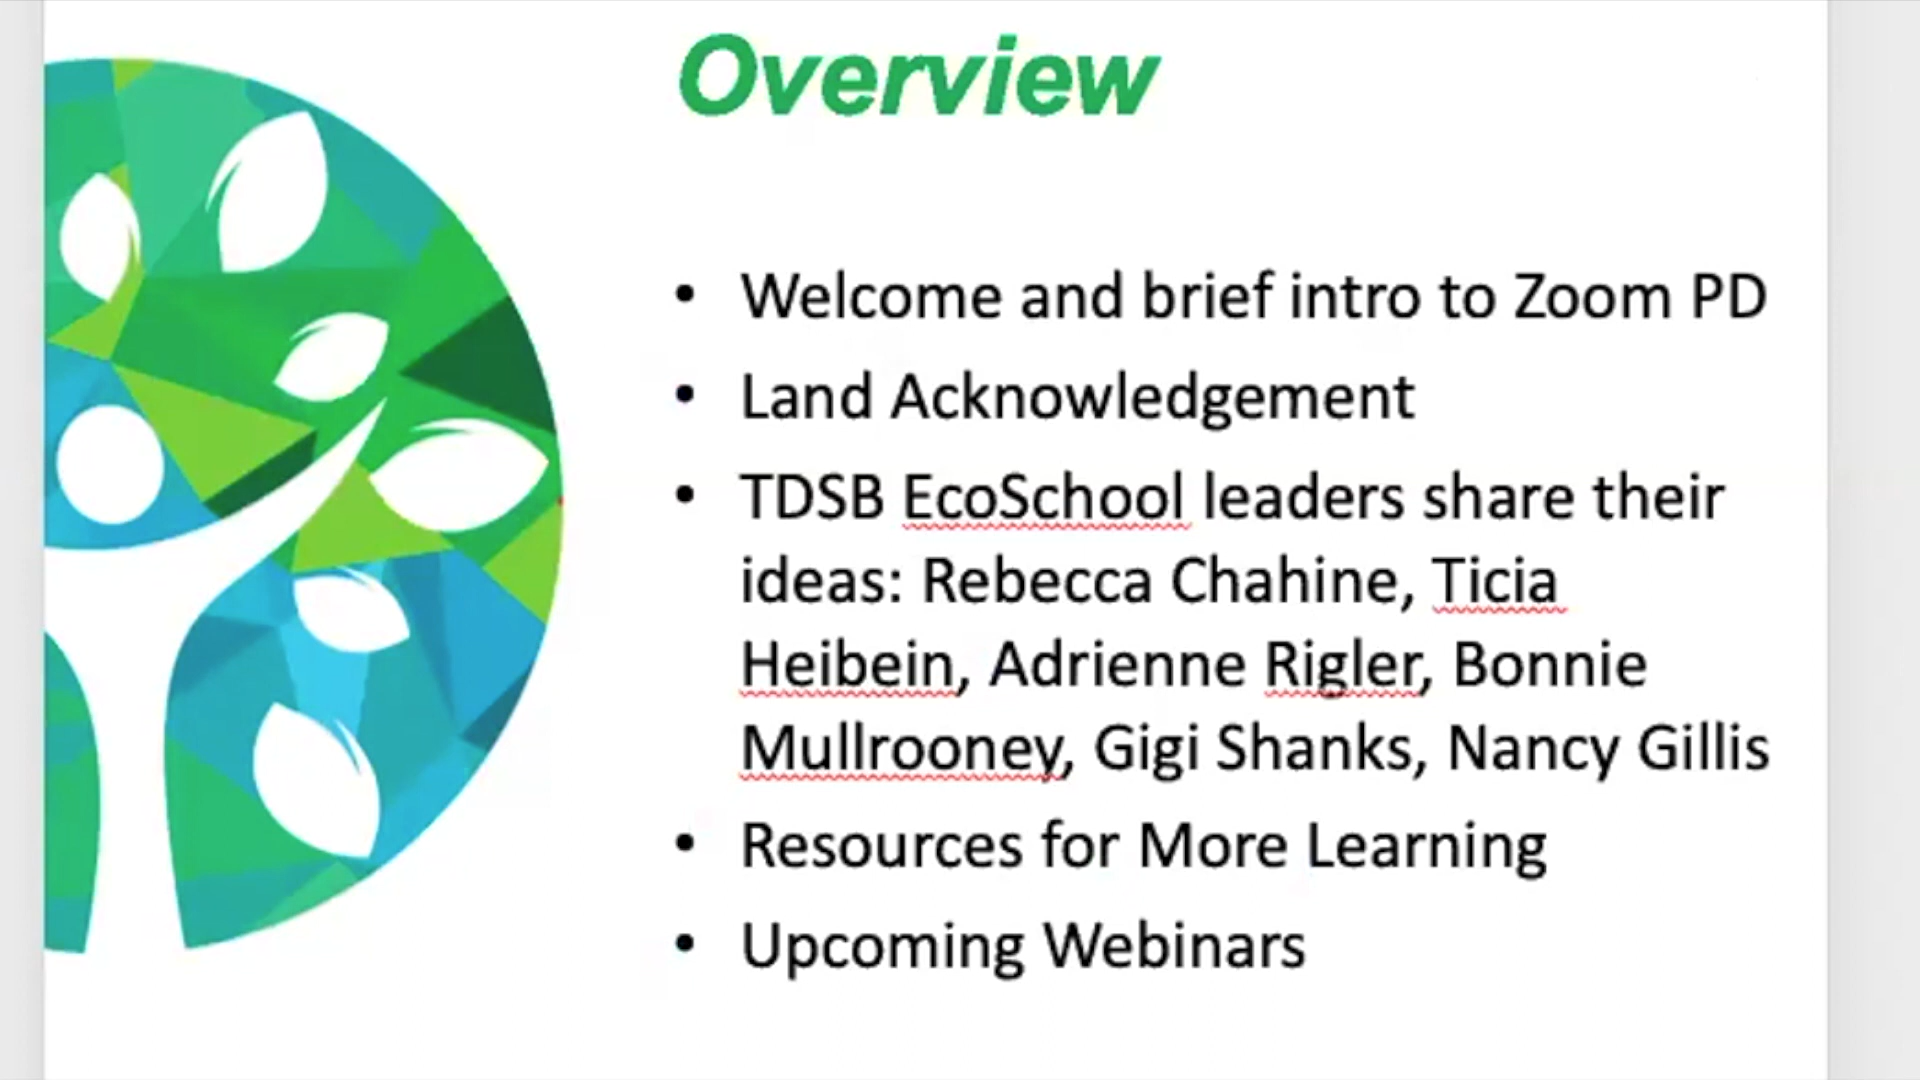 Overview
• Welcome and brief intro to Zoom PD
• Land Acknowledgement
• TDSB EcoSchool leaders share their
ideas: Rebecca Chahine, Ticia
Heibein, Adrienne Rigler, Bonnie
Mullrooney, Gigi Shanks, Nancy Gillis
• Resources for More Learning
• Upcoming Webinars